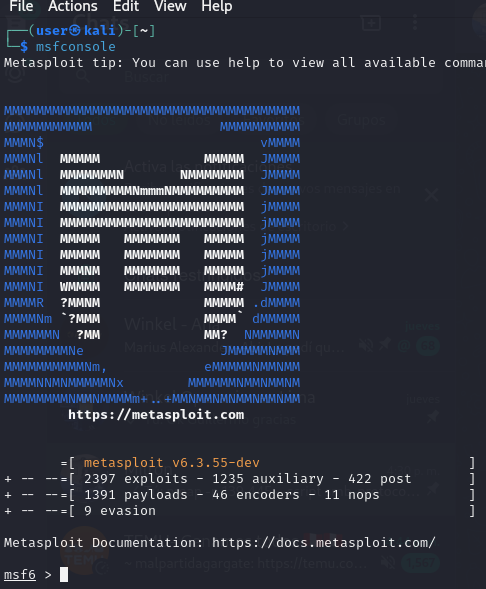 File Actions Edit View Help
┌──(user㉿kali)-[~]
└─$ msfconsole
Metasploit tip: You can use help to view all available comma

MMMMMMMMMMMMMMMMMMMMMMMMMMMMMMMMMMMMM
MMMMMMMMMMM                MMMMMMMMMM
MMMN$                           vMMMM
MMMNl  MMMMM             MMMMM  JMMMM
MMMNl  MMMMMMMN       NMMMMMMM  JMMMM
MMMNl  MMMMMMMMMNmmmNMMMMMMMMM  JMMMM
MMMNI  MMMMMMMMMMMMMMMMMMMMMMM  jMMMM
MMMNI  MMMMMMMMMMMMMMMMMMMMMMM  jMMMM
MMMNI  MMMMM   MMMMMMM   MMMMM  jMMMM
MMMNI  MMMMM   MMMMMMM   MMMMM  jMMMM
MMMNI  MMMNM   MMMMMMM   MMMMM  jMMMM
MMMNI  WMMMM   MMMMMMM   MMMM#  JMMMM
MMMMR  ?MMNM             MMMMM .dMMMM
MMMMNm `?MMM             MMMM` dMMMMM
MMMMMMN  ?MM             MM?  NMMMMMN
MMMMMMMMNe                 JMMMMMNMMM
MMMMMMMMMMNm,            eMMMMMNMMNMM
MMMMNNMNMMMMMNx        MMMMMMNMMNMMNM
MMMMMMMMNMMNMMMMm+..+MMNMMNMNMMNMMNMM
https://metasploit.com

=[ metasploit v6.3.55-dev ]
+ -- --=[ 2397 exploits - 1235 auxiliary - 422 post ]
+ -- --=[ 1391 payloads - 46 encoders - 11 nops ]
+ -- --=[ 9 evasion ]

Metasploit Documentation: https://docs.metasploit.com/

msf6 >